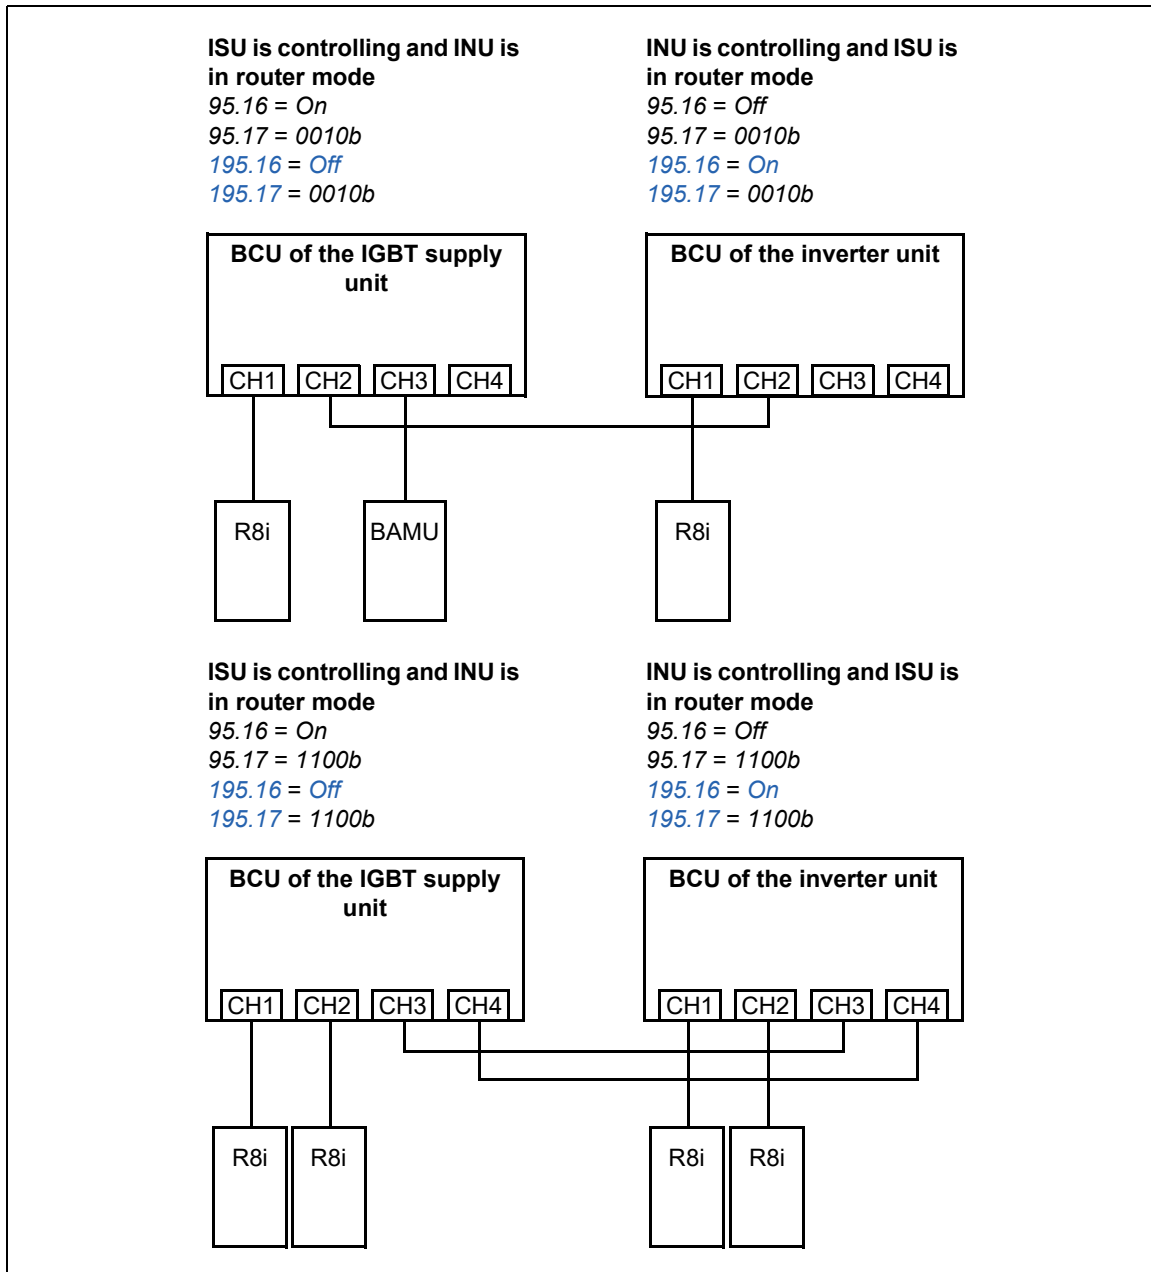 ISU is controlling and INU is
in router mode
95.16 = On
95.17 = 0010b
195.16 = Off
195.17 = 0010b
INU is controlling and ISU is
in router mode
95.16 = Off
95.17 = 0010b
195.16 = On
195.17 = 0010b
BCU of the IGBT supply
unit
CH1 CH2 CH3 CH4
BCU of the inverter unit
CH1 CH2 CH3 CH4
R8i
BAMU
R8i
ISU is controlling and INU is
in router mode
95.16 = On
95.17 = 1100b
195.16 = Off
195.17 = 1100b
INU is controlling and ISU is
in router mode
95.16 = Off
95.17 = 1100b
195.16 = On
195.17 = 1100b
BCU of the IGBT supply
unit
CH1 CH2 CH3 CH4
BCU of the inverter unit
CH1 CH2 CH3 CH4
R8i
R8i
R8i
R8i